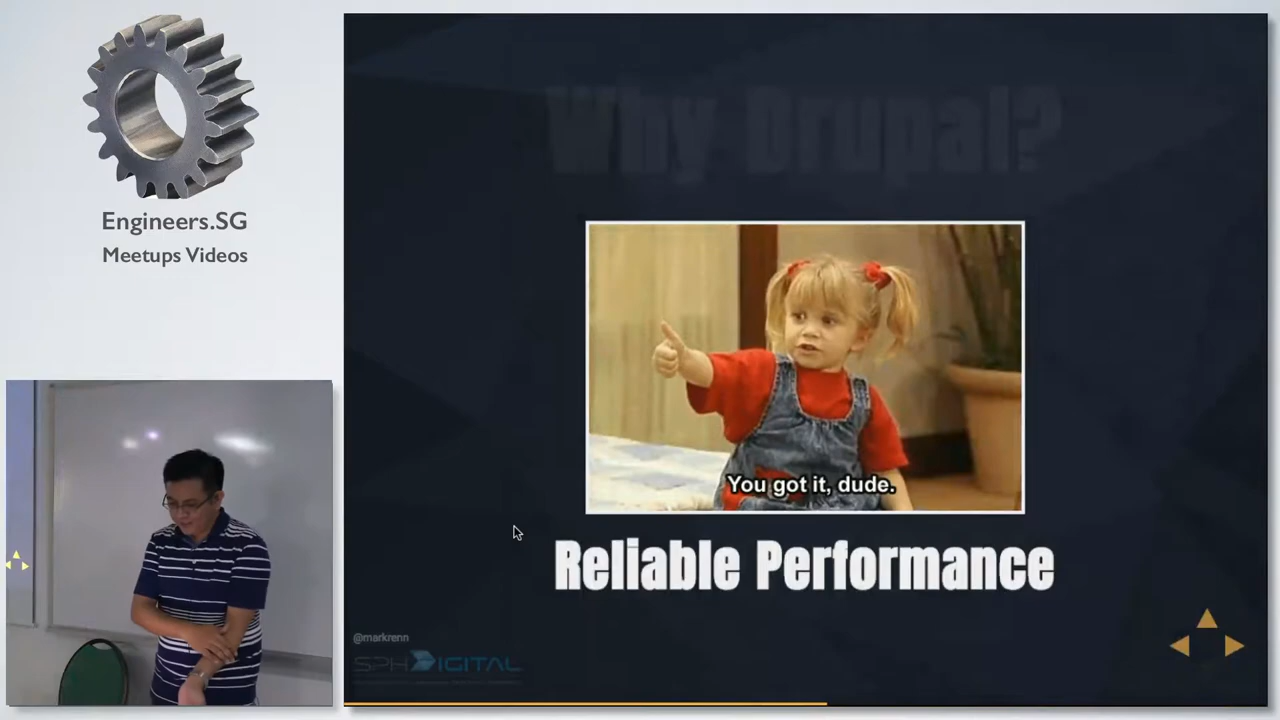 Engineers.SG
Meetups Videos
Why Drupal?
You got it, dude.
Reliable Performance
@markrenn
SPH DIGITAL